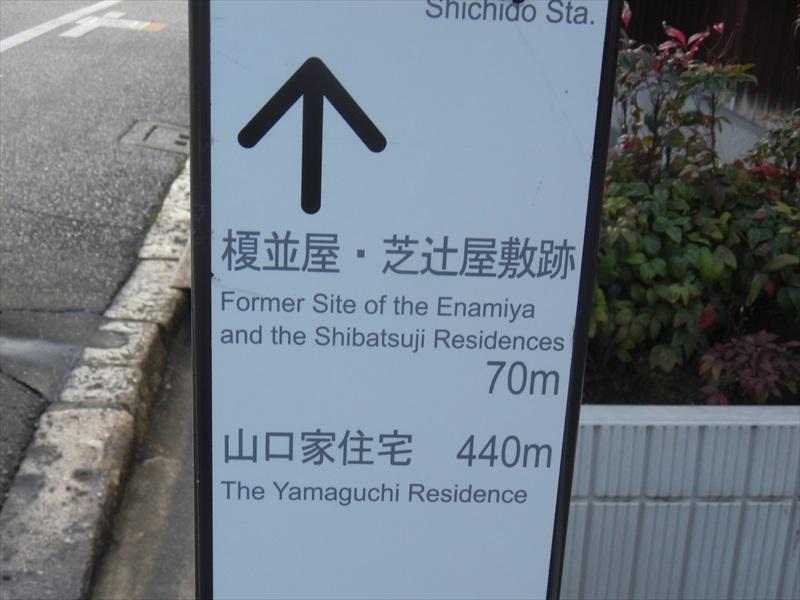 Shichido Sta.
榎並屋・芝辻屋敷跡
Former Site of the Enamiya
and the Shibatsuji Residences
70m
山口家住宅 440m
The Yamaguchi Residence